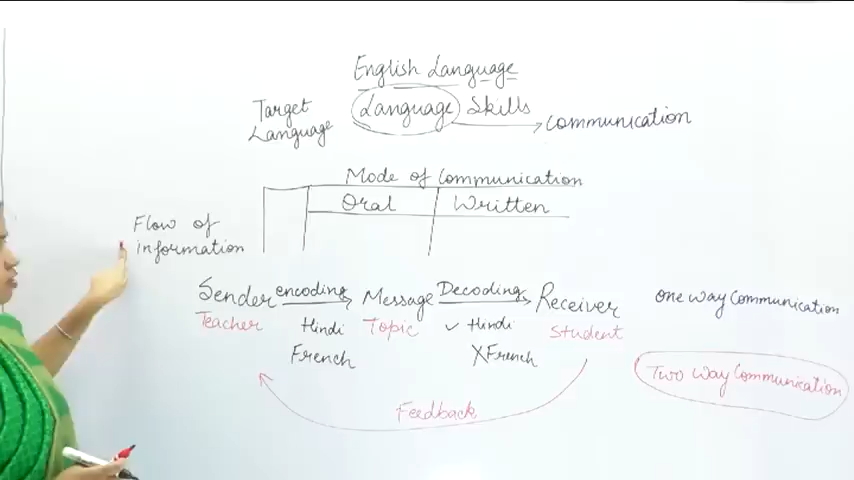 English Language
Target Language
Language Skills
Communication
Mode of Communication
Oral Written
Flow of
information
Sender encoding Message Decoding Receiver one way Communication
Teacher Hindi Topic ✓ Hindi Student
French X French
Two way Communication
Feedback